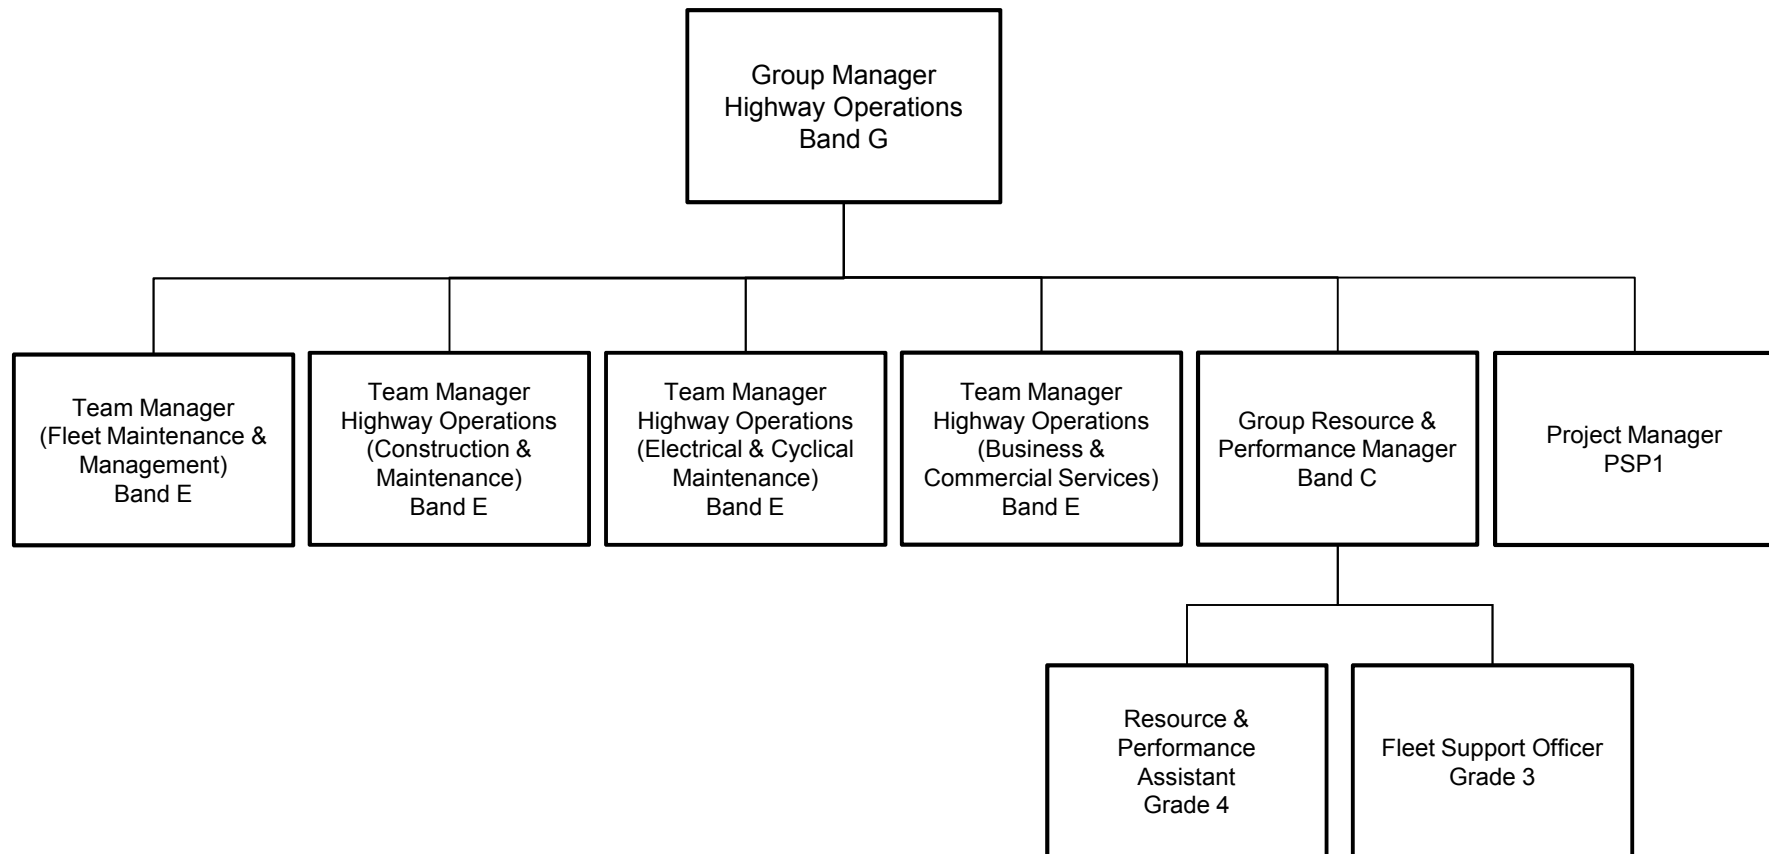 Group Manager
Highway Operations
Band G
Team Manager
(Fleet Maintenance &
Management)
Band E
Team Manager
Highway Operations
(Construction &
Maintenance)
Band E
Team Manager
Highway Operations
(Electrical & Cyclical
Maintenance)
Band E
Team Manager
Highway Operations
(Business &
Commercial Services)
Band E
Group Resource &
Performance Manager
Band C
Project Manager
PSP1
Resource &
Performance
Assistant
Grade 4
Fleet Support Officer
Grade 3